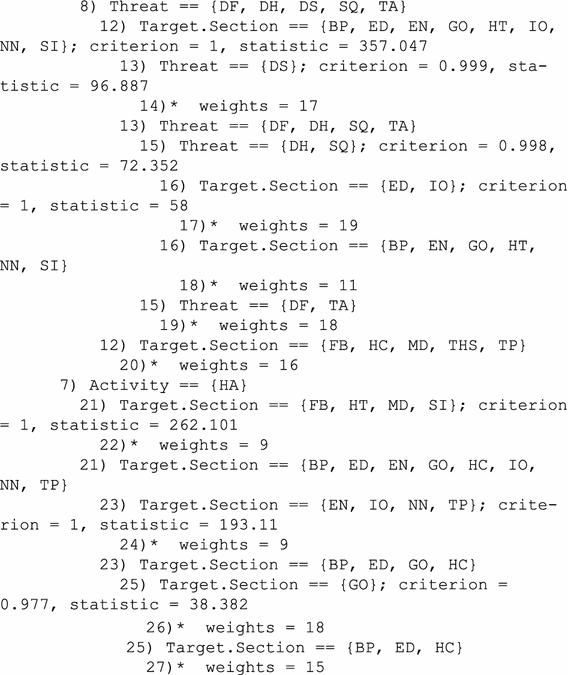 8) Threat == {DF, DH, DS, SQ, TA}
12) Target.Section == {BP, ED, EN, GO, HT, IO,
NN, SI}; criterion = 1, statistic = 357.047
13) Threat == {DS}; criterion = 0.999, sta-
tistic = 96.887
14)* weights = 17
13) Threat == {DF, DH, SQ, TA}
15) Threat == {DH, SQ}; criterion = 0.998,
statistic = 72.352
16) Target.Section == {ED, IO}; criterion
= 1, statistic = 58
17)* weights = 19
16) Target.Section == {BP, EN, GO, HT,
NN, SI}
18)* weights = 11
15) Threat == {DF, TA}
19)* weights = 18
12) Target.Section == {FB, HC, MD, THS, TP}
20)* weights = 16
7) Activity == {HA}
21) Target.Section == {FB, HT, MD, SI}; criterion
= 1, statistic = 262.101
22)* weights = 9
21) Target.Section == {BP, ED, EN, GO, HC, IO,
NN, TP}
23) Target.Section == {EN, IO, NN, TP}; crite-
rion = 1, statistic = 193.11
24)* weights = 9
23) Target.Section == {BP, ED, GO, HC}
25) Target.Section == {GO}; criterion =
0.977, statistic = 38.382
26)* weights = 18
25) Target.Section == {BP, ED, HC}
27)* weights = 15